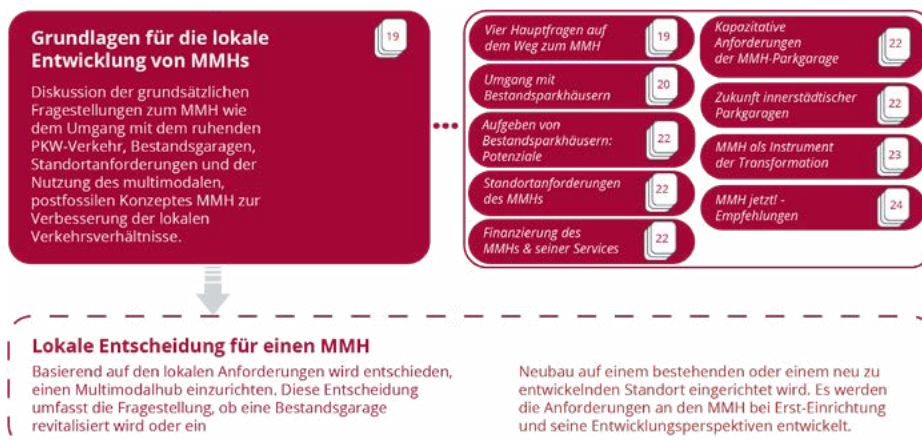 Grundlagen für die lokale
Entwicklung von MMHs
19
Diskussion der grundsätzlichen
Fragestellungen zum MMH wie
dem Umgang mit dem ruhenden
PKW-Verkehr, Bestandsgaragen,
Standortanforderungen und der
Nutzung des multimodalen,
postfossilen Konzeptes MMH zur
Verbesserung der lokalen
Verkehrsverhältnisse.
Vier Hauptfragen auf
dem Weg zum MMH
19
Umgang mit
Bestandsparkhäusern
20
Aufgeben von
Bestandsparkhäusern:
Potenziale
22
Standortanforderungen
des MMHs
22
Finanzierung des
MMHs & seiner Services
22
Kapazitative
Anforderungen
der MMH-Parkgarage
22
Zukunft innerstädtischer
Parkgaragen
22
MMH als Instrument
der Transformation
23
MMH jetzt! -
Empfehlungen
24
Lokale Entscheidung für einen MMH
Basierend auf den lokalen Anforderungen wird entschieden,
einen Multimodalhub einzurichten. Diese Entscheidung
umfasst die Fragestellung, ob eine Bestandsgarage
revitalisiert wird oder ein
Neubau auf einem bestehenden oder einem neu zu
entwickelnden Standort eingerichtet wird. Es werden
die Anforderungen an den MMH bei Erst-Einrichtung
und seine Entwicklungsperspektiven entwickelt.